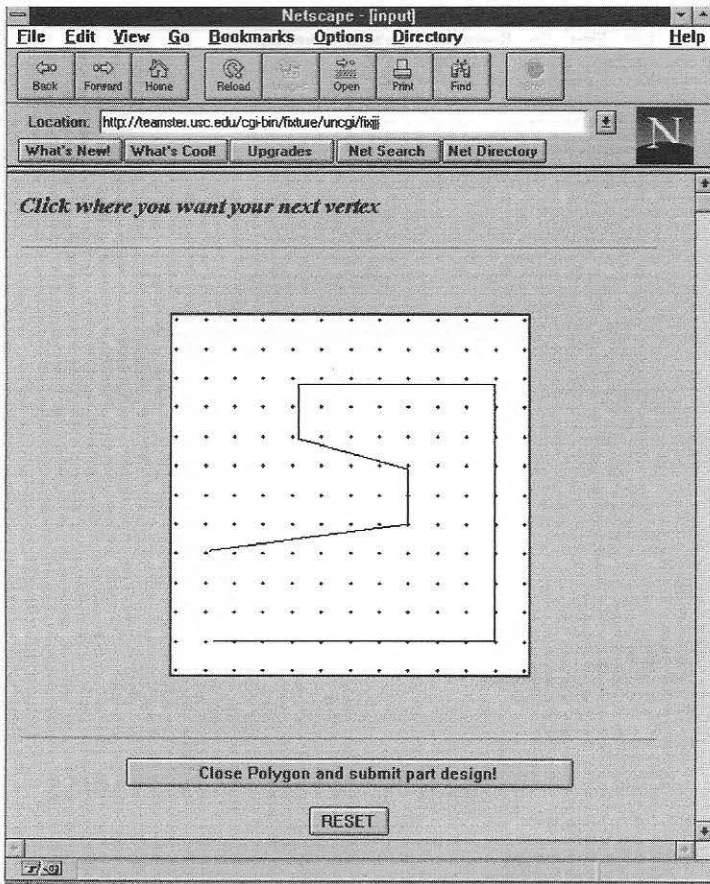 Netscape - [input]
File Edit View Go Bookmarks Options Directory Help
Back Forward Home Reload Open Print Find
Location: http://teamster.usc.edu/cgi-bin/fixture/uncgi/fixjjj
What's New! What's Cool! Upgrades Net Search Net Directory
N
Click where you want your next vertex
Close Polygon and submit part design!
RESET